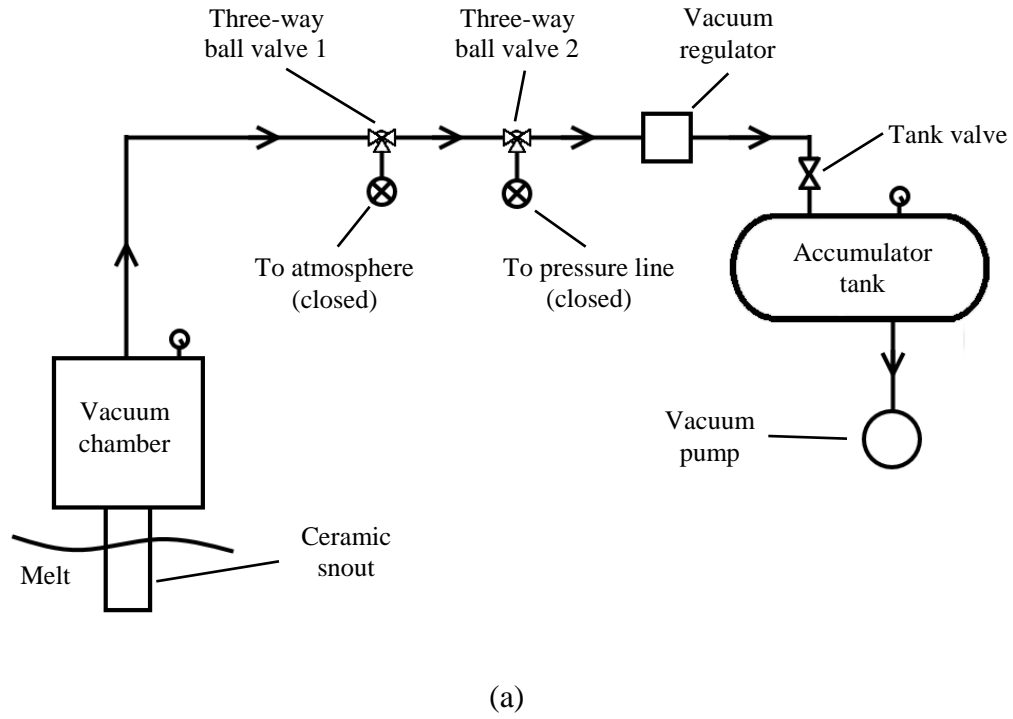 Three-way
ball valve 1
Three-way
ball valve 2
Vacuum
regulator
Tank valve
To atmosphere
(closed)
To pressure line
(closed)
Accumulator
tank
Vacuum
chamber
Vacuum
pump
Ceramic
snout
Melt
(a)